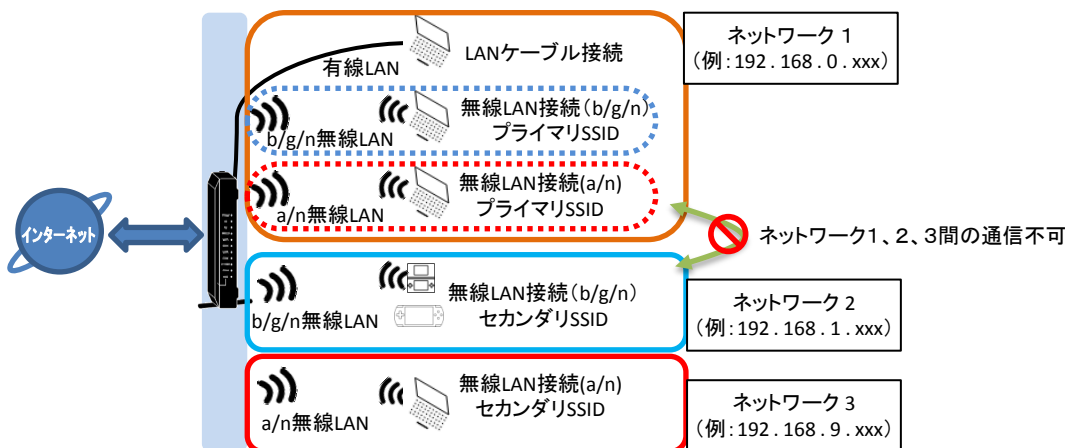 有線LAN
LANケーブル接続
ネットワーク 1
(例:192.168.0.xxx)
b/g/n無線LAN
無線LAN接続(b/g/n)
プライマリSSID
a/n無線LAN
無線LAN接続(a/n)
プライマリSSID
インターネット
ネットワーク1、2、3間の通信不可
b/g/n無線LAN
無線LAN接続(b/g/n)
セカンダリSSID
ネットワーク 2
(例:192.168.1.xxx)
a/n無線LAN
無線LAN接続(a/n)
セカンダリSSID
ネットワーク 3
(例:192.168.9.xxx)